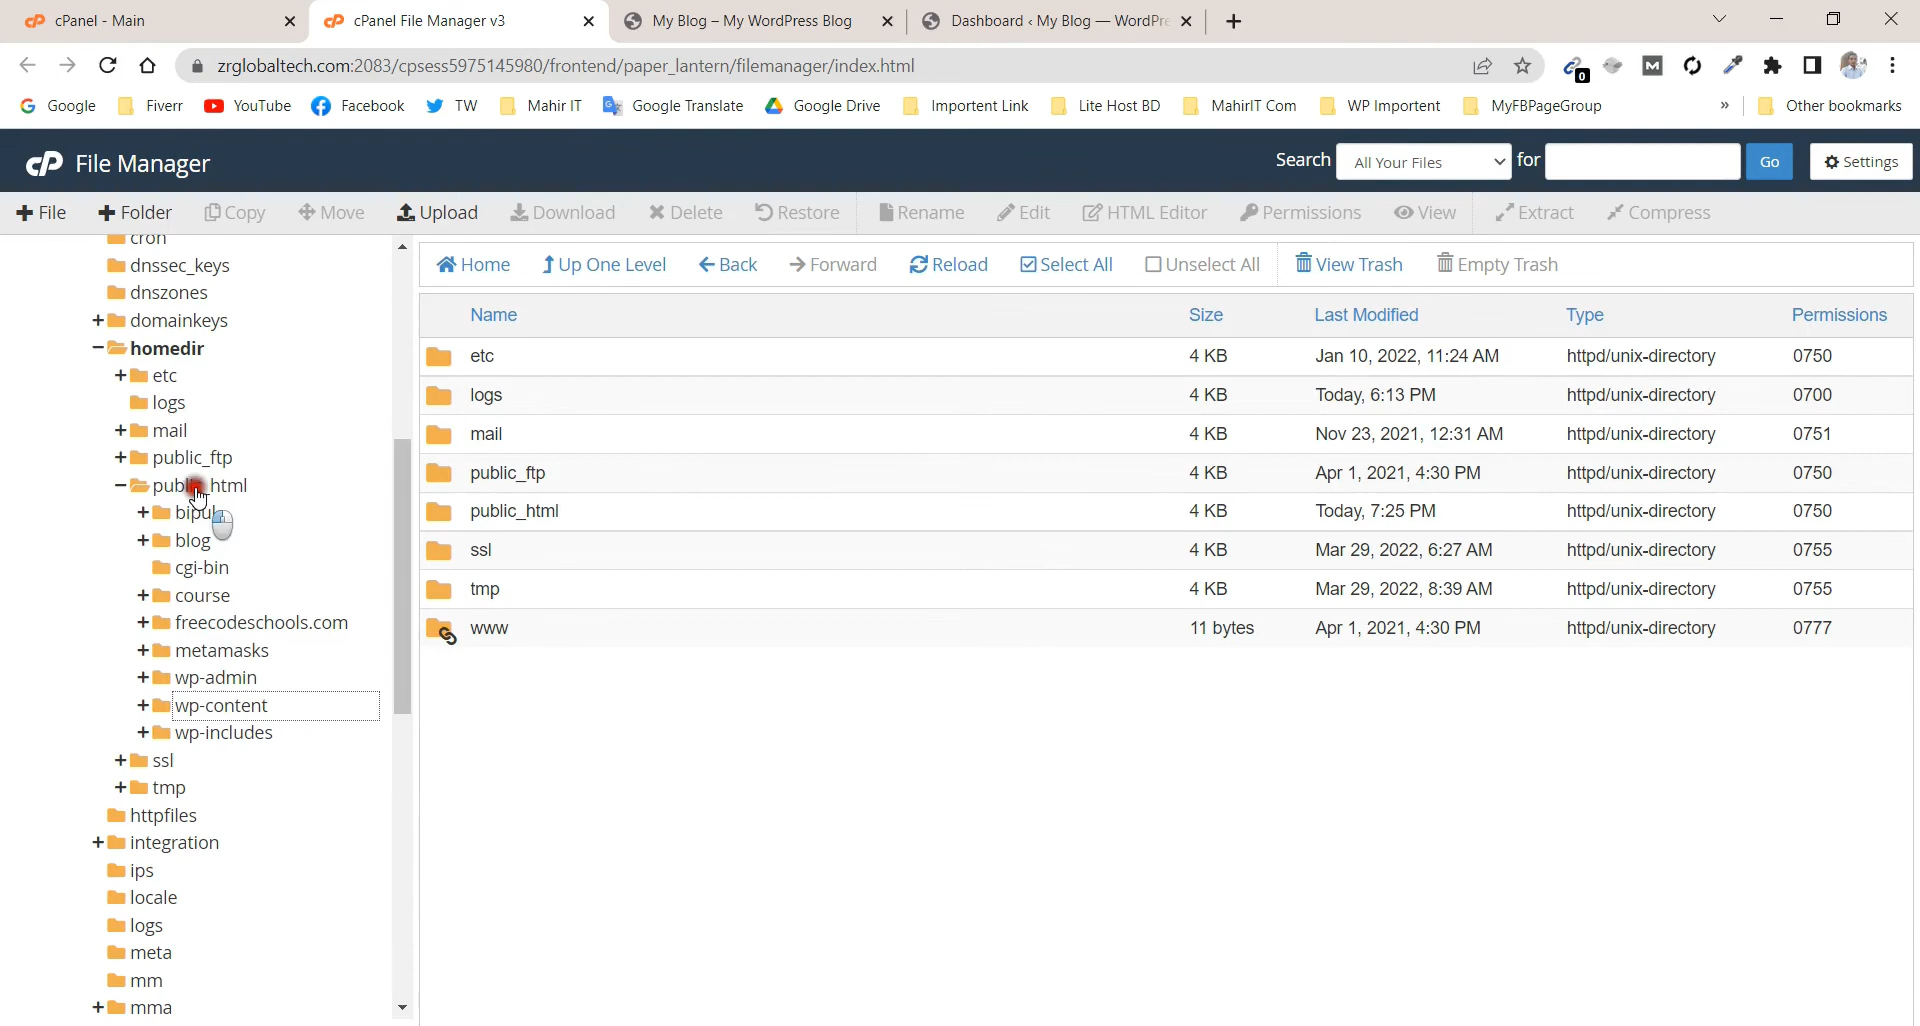 cPanel - Main
cPanel File Manager v3
My Blog – My WordPress Blog
Dashboard ‹ My Blog — WordPre
zrglobaltech.com:2083/cpsess5975145980/frontend/paper_lantern/filemanager/index.html
0
M
Google
Fiverr
YouTube
Facebook
TW
Mahir IT
Google Translate
Google Drive
Importent Link
Lite Host BD
MahirIT Com
WP Importent
MyFBPageGroup
»
Other bookmarks
cP File Manager
Search
All Your Files
for
Go
Settings
File
Folder
Copy
Move
Upload
Download
Delete
Restore
Rename
Edit
HTML Editor
Permissions
View
Extract
Compress
cron
dnssec_keys
dnszones
domainkeys
homedir
etc
logs
mail
public_ftp
html
blog
cgi-bin
course
freecodeschools.com
metamasks
wp-admin
wp-content
wp-includes
ssl
tmp
httpfiles
integration
ips
locale
logs
meta
mm
mma
Home
Up One Level
Back
Forward
Reload
Select All
Unselect All
View Trash
Empty Trash
Name Size Last Modified Type Permissions
etc 4 KB Jan 10, 2022, 11:24 AM httpd/unix-directory 0750
logs 4 KB Today, 6:13 PM httpd/unix-directory 0700
mail 4 KB Nov 23, 2021, 12:31 AM httpd/unix-directory 0751
public_ftp 4 KB Apr 1, 2021, 4:30 PM httpd/unix-directory 0750
public_html 4 KB Today, 7:25 PM httpd/unix-directory 0750
ssl 4 KB Mar 29, 2022, 6:27 AM httpd/unix-directory 0755
tmp 4 KB Mar 29, 2022, 8:39 AM httpd/unix-directory 0755
www 11 bytes Apr 1, 2021, 4:30 PM httpd/unix-directory 0777